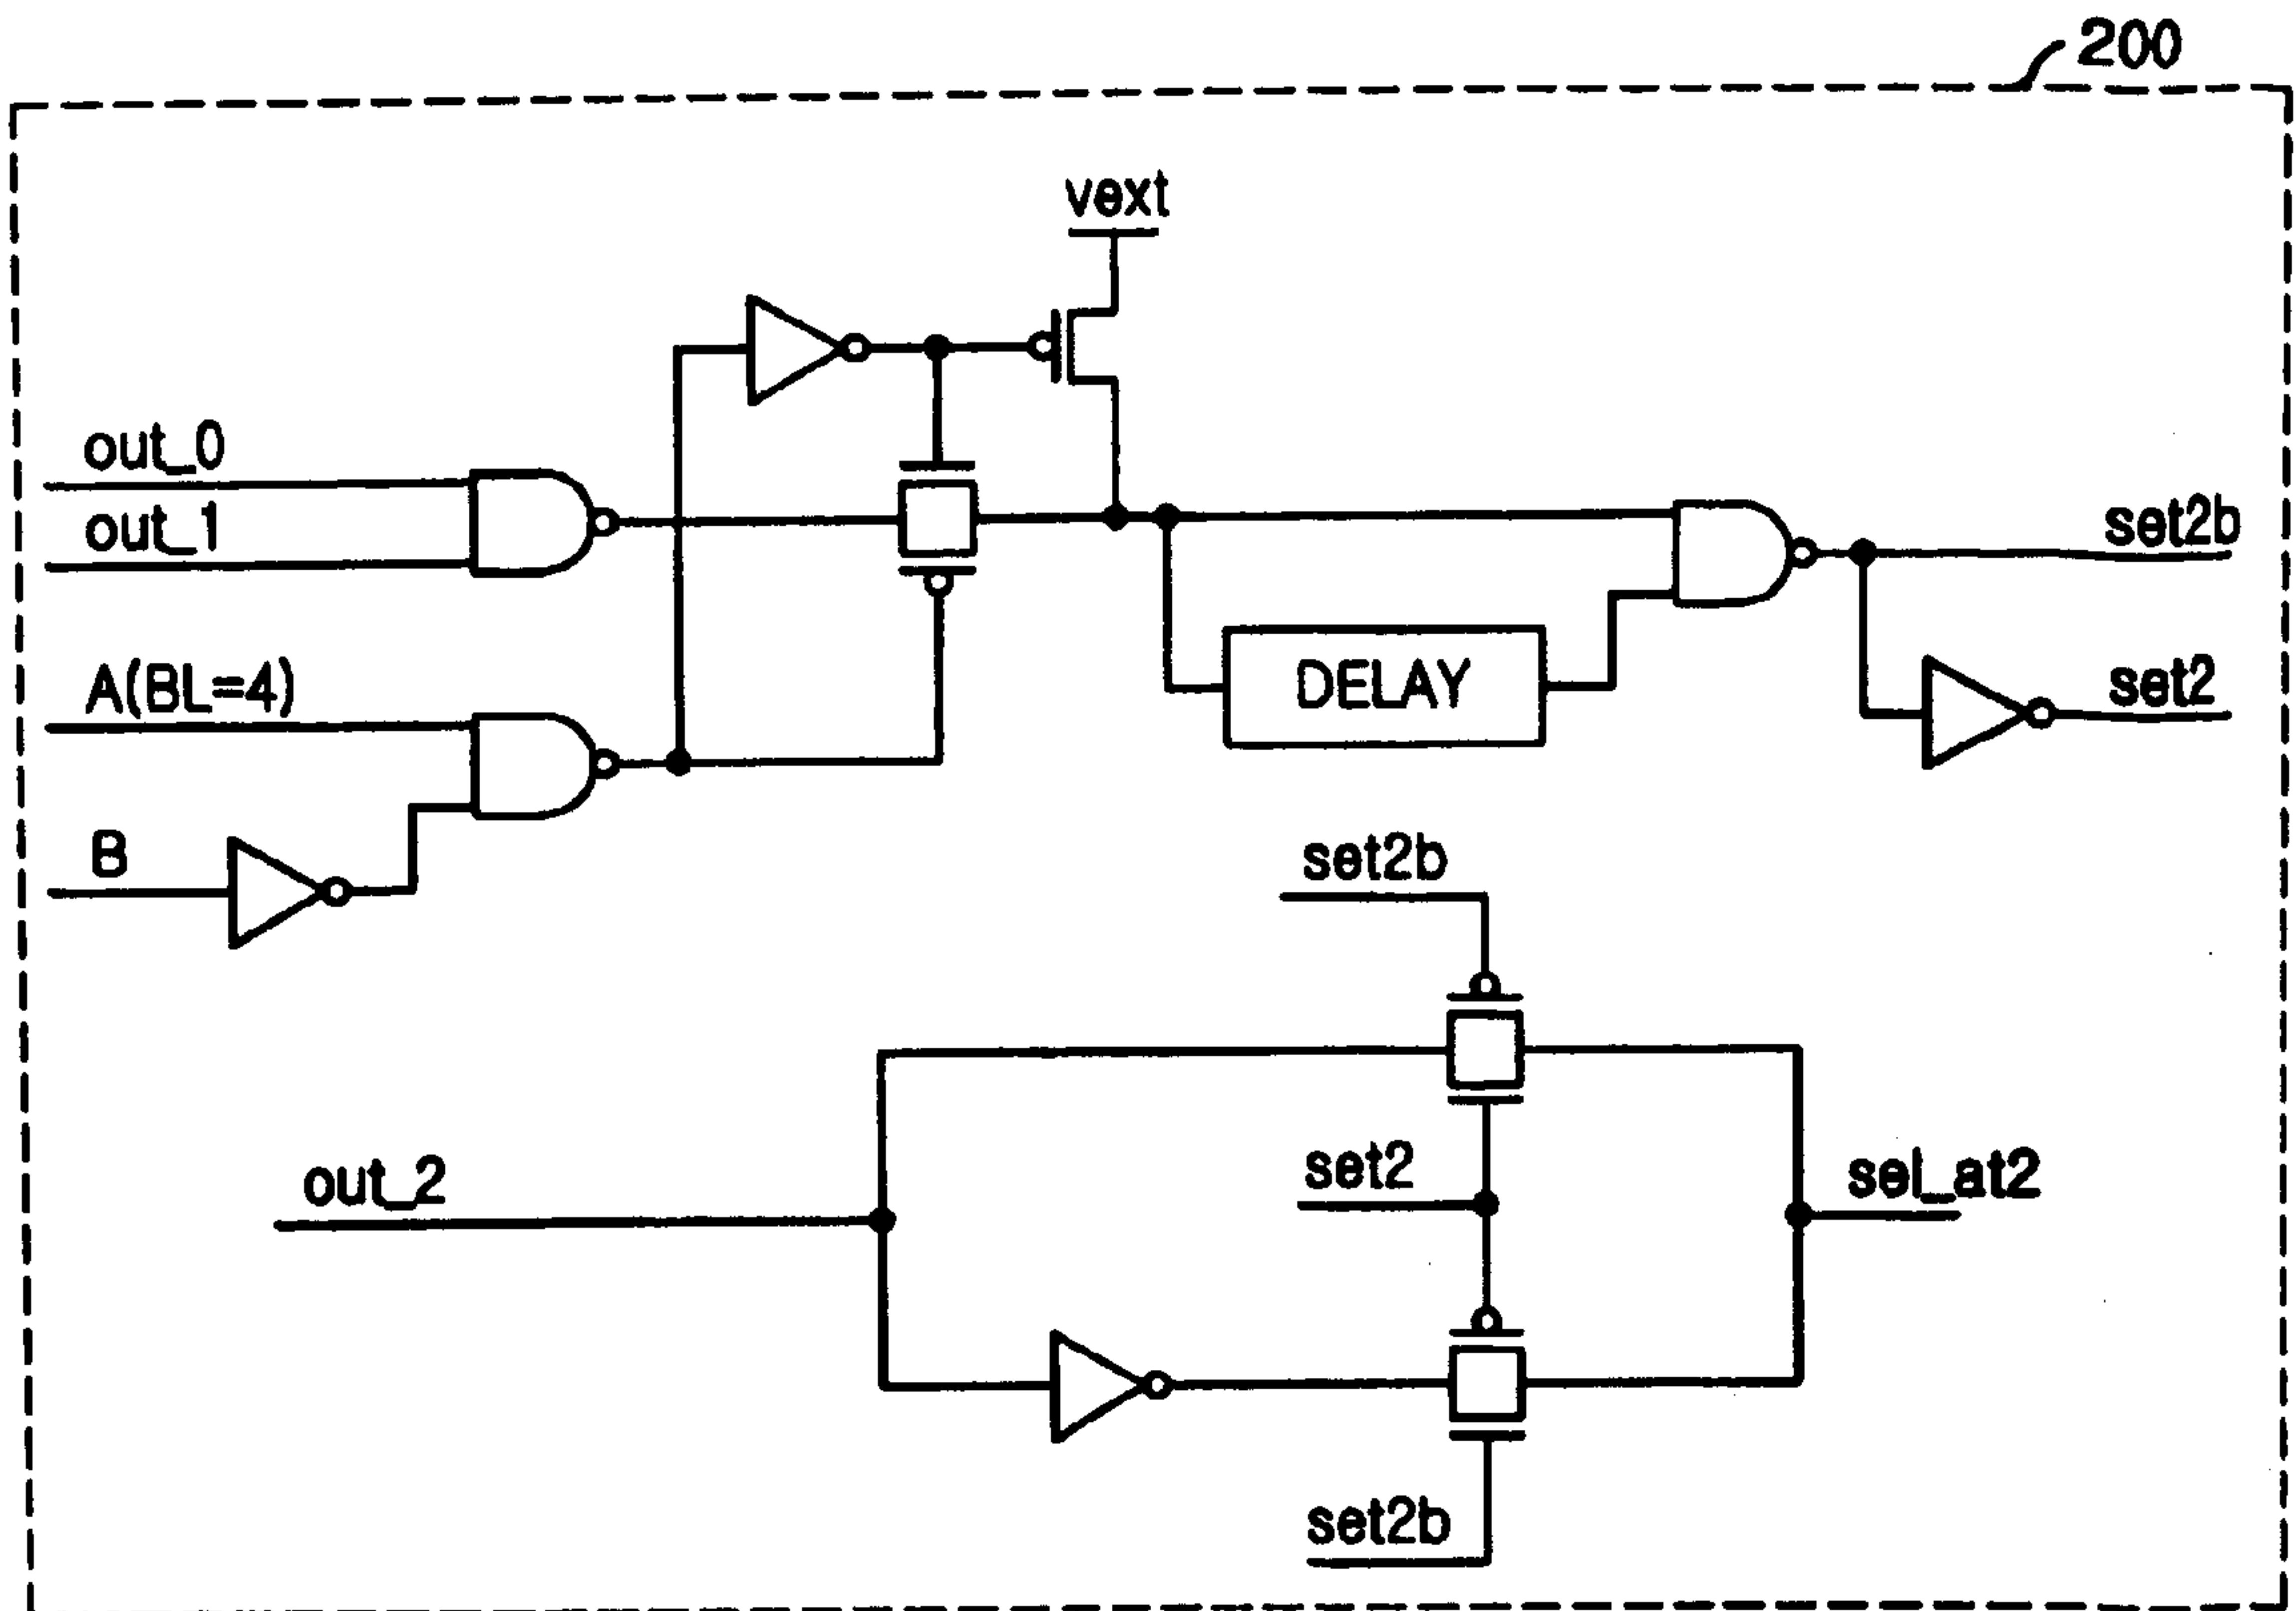 200
vext
out_0
out_1
set2b
A(BL=4)
DELAY
set2
B
set2b
out_2
set2
sel_at2
set2b